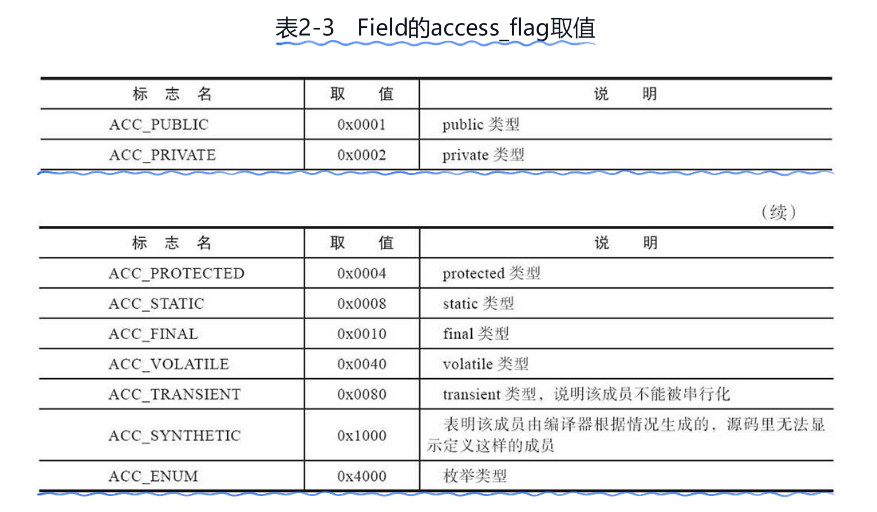 表2-3 Field的access_flag取值
标 志 名 取 值 说 明
ACC_PUBLIC 0x0001 public 类型
ACC_PRIVATE 0x0002 private 类型
（续）
标 志 名 取 值 说 明
ACC_PROTECTED 0x0004 protected 类型
ACC_STATIC 0x0008 static 类型
ACC_FINAL 0x0010 final 类型
ACC_VOLATILE 0x0040 volatile 类型
ACC_TRANSIENT 0x0080 transient 类型，说明该成员不能被串行化
ACC_SYNTHETIC 0x1000 表明该成员由编译器根据情况生成的，源码里无法显
示定义这样的成员
ACC_ENUM 0x4000 枚举类型